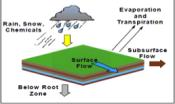 Rain, Snow,
Chemicals
Evaporation
and
Transpiration
Subsurface
Flow
Surface
Flow
Below Root
Zone